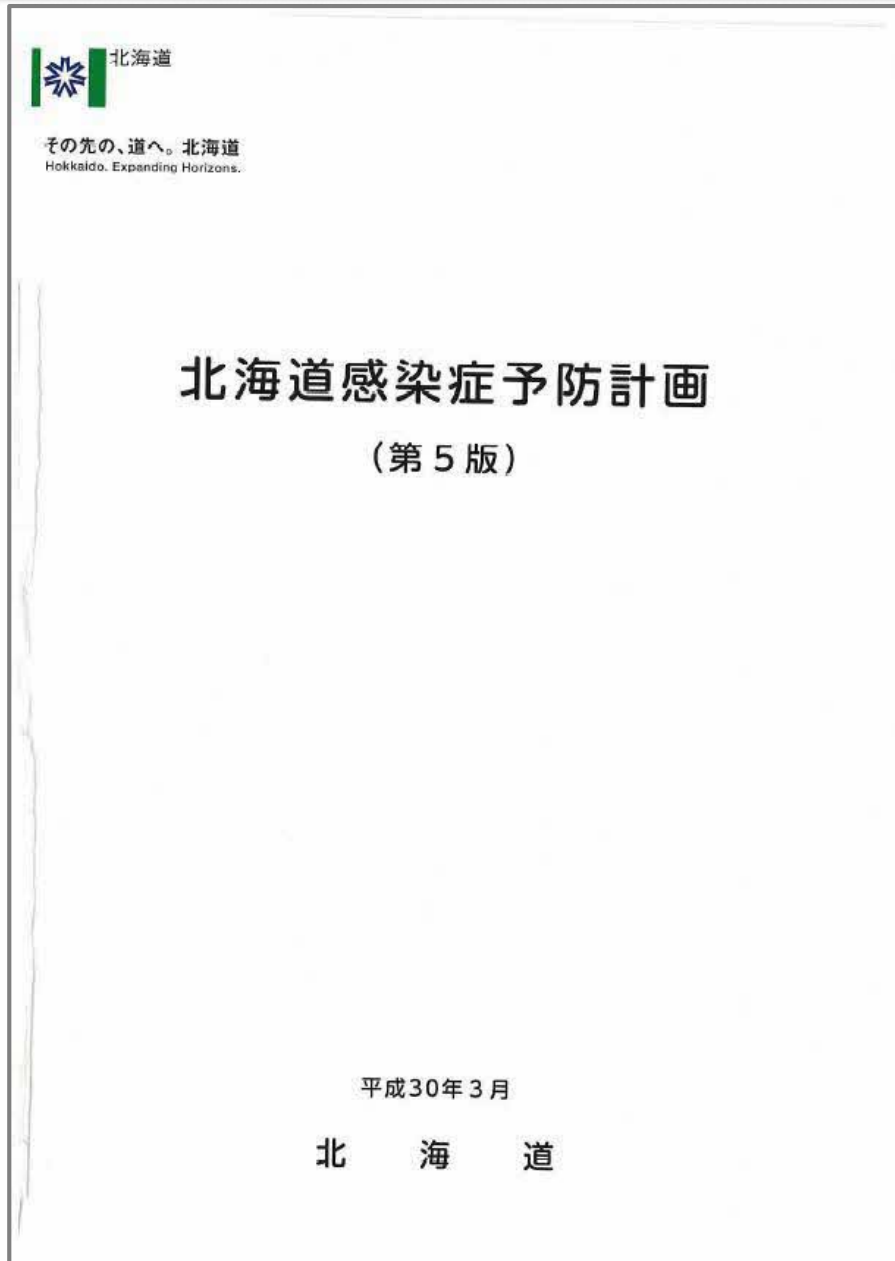 北海道
その先の、道へ。北海道
Hokkaido. Expanding Horizons.
北海道感染症予防計画
（第５版）
平成30年３月
北　海　道